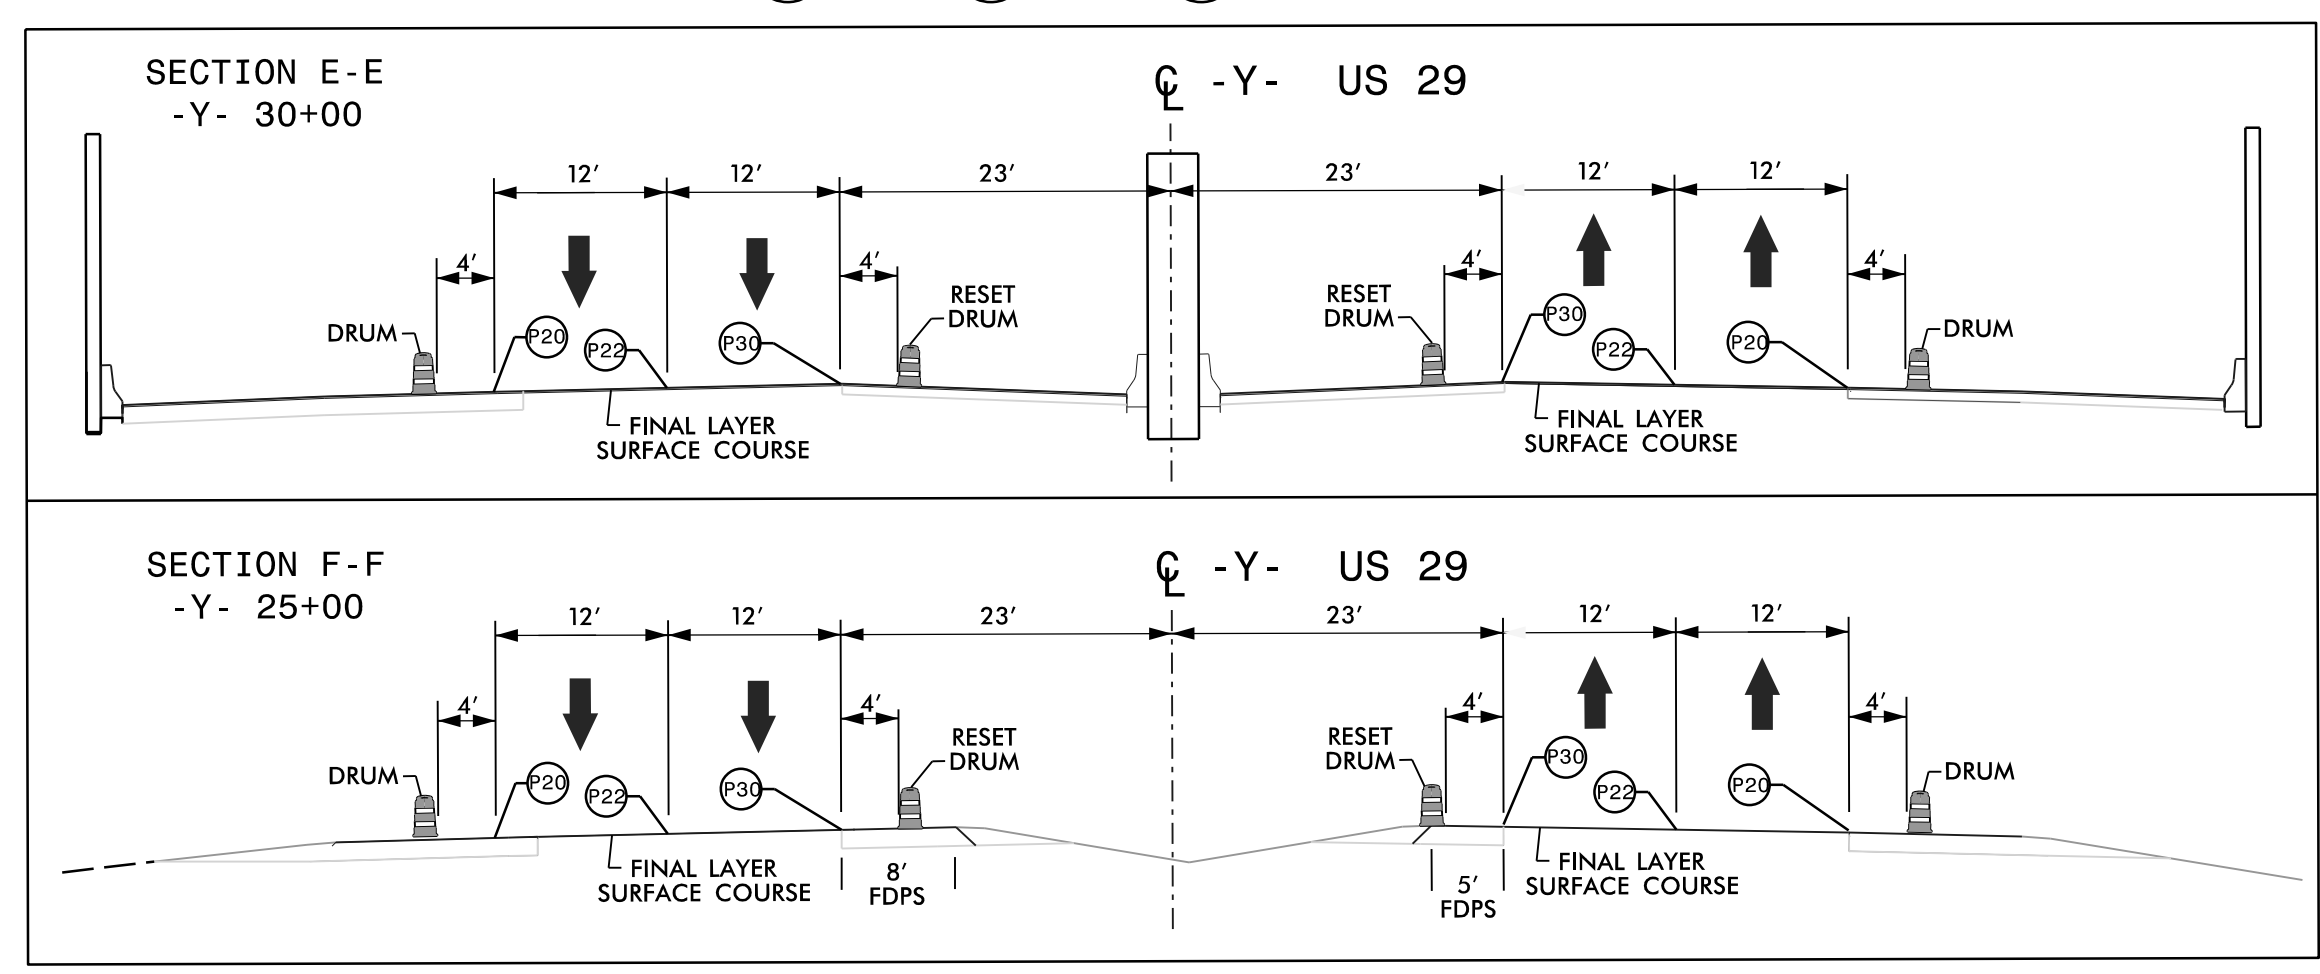 SECTION E-E
-Y- 30+00
℄ -Y- US 29
12' 12' 23' 23' 12' 12'
4' 4' 4' 4'
DRUM
P20 P22 P30
RESET
DRUM
RESET
DRUM
P30 P22 P20
DRUM
FINAL LAYER
SURFACE COURSE
FINAL LAYER
SURFACE COURSE
SECTION F-F
-Y- 25+00
℄ -Y- US 29
12' 12' 23' 23' 12' 12'
4' 4' 4' 4'
DRUM
P20 P22 P30
RESET
DRUM
RESET
DRUM
P30 P22 P20
DRUM
FINAL LAYER
SURFACE COURSE
8'
FDPS
5'
FDPS
FINAL LAYER
SURFACE COURSE